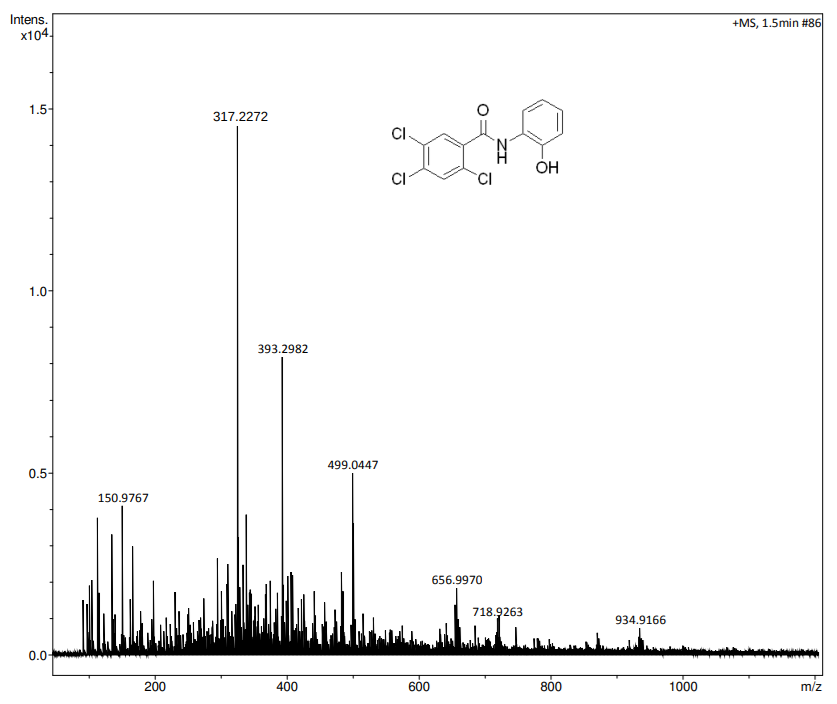 Intens.
x10⁴
+MS, 1.5min #86
1.5
1.0
0.5
0.0
317.2272
393.2982
499.0447
150.9767
656.9970
718.9263
934.9166
O
Cl
N
H
Cl
Cl
OH
200
400
600
800
1000
m/z